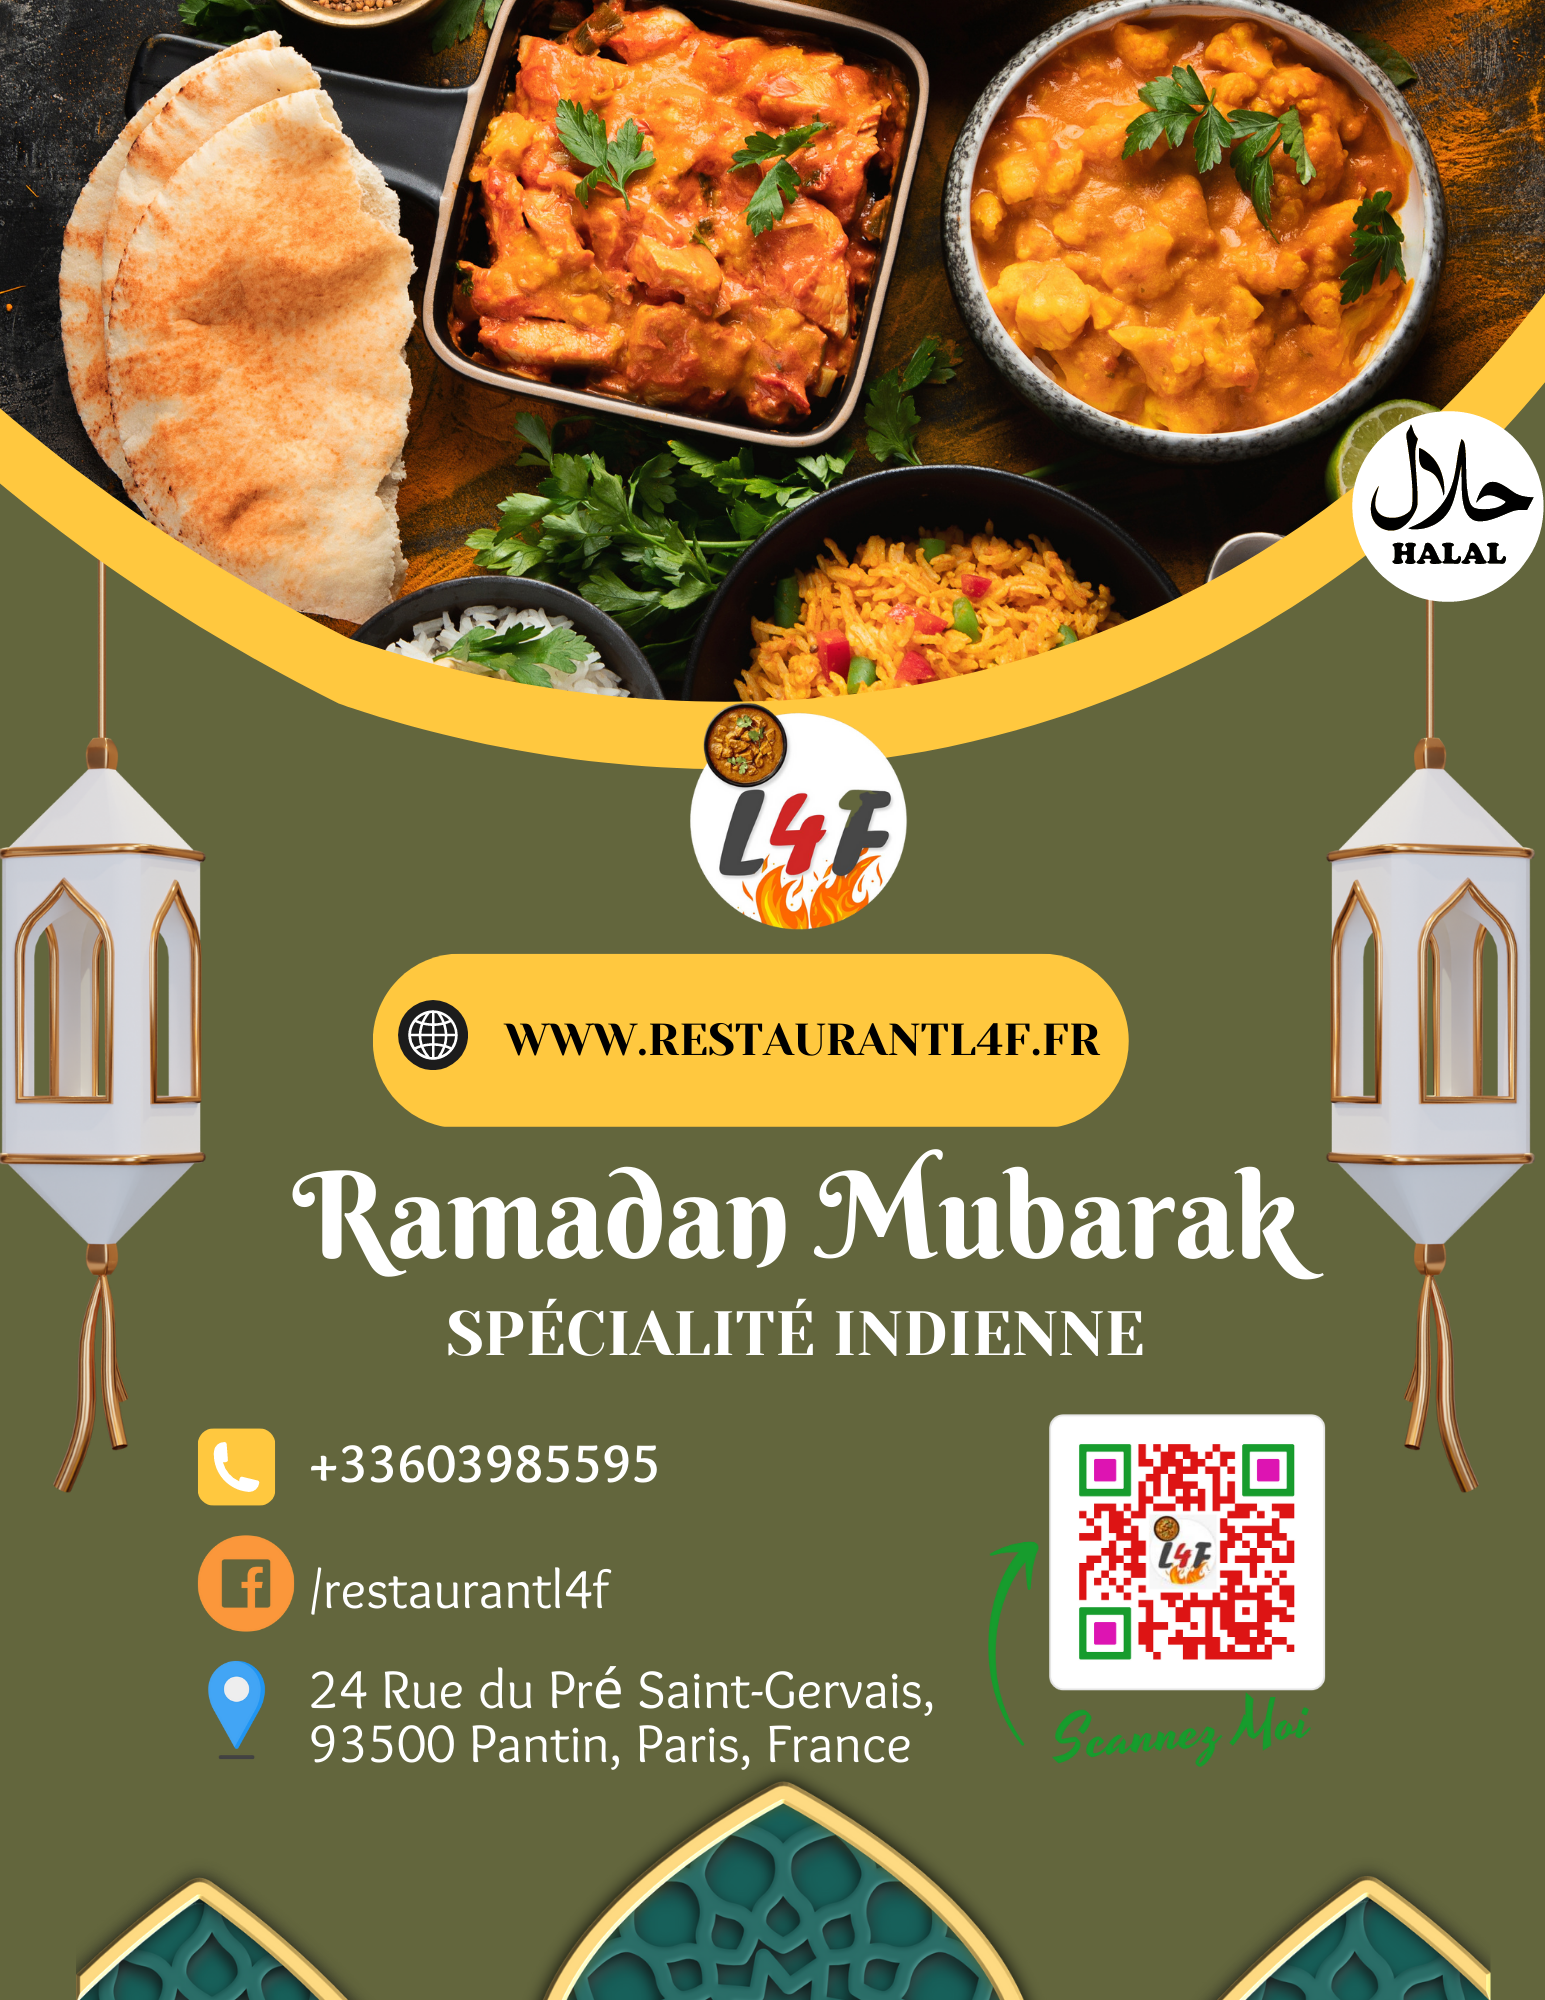 حلال
HALAL
L4F
WWW.RESTAURANTL4F.FR
Ramadan Mubarak
SPÉCIALITÉ INDIENNE
+33603985595
/restaurantl4f
24 Rue du Pré Saint-Gervais,
93500 Pantin, Paris, France
L4F
Scannez Moi